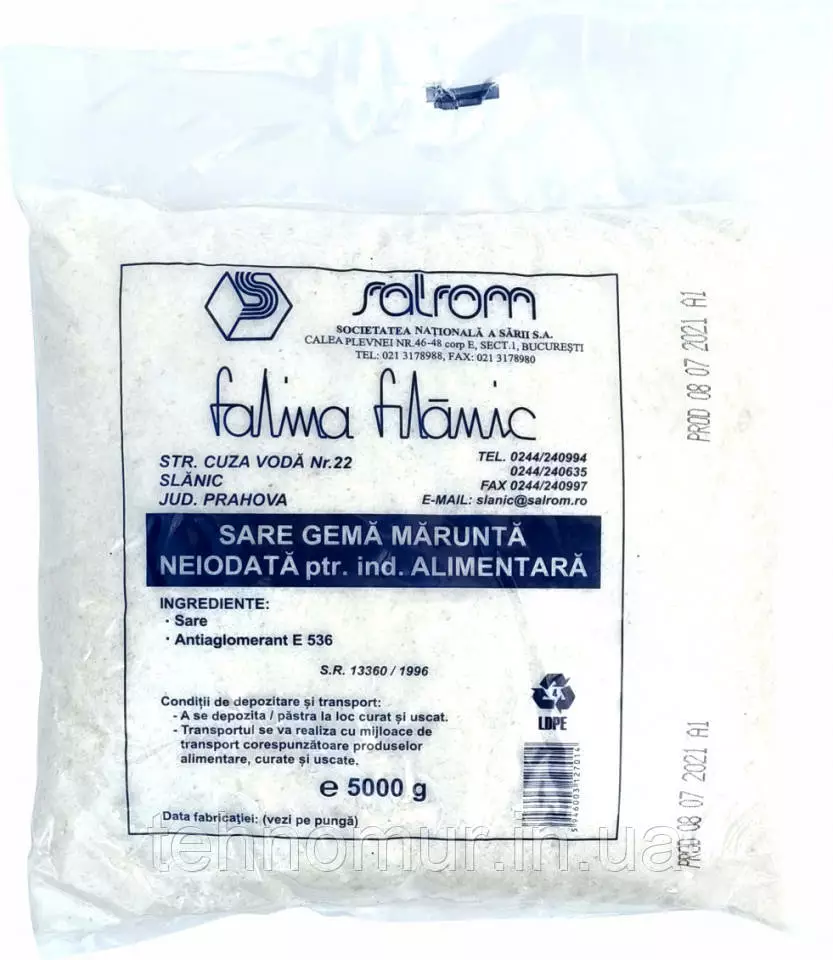 salrom
SOCIETATEA NAȚIONALĂ A SĂRII S.A.
CALEA PLEVNEI NR.46-48 corp E, SECT.1, BUCUREȘTI
TEL: 021 3178988, FAX: 021 3178980
STR. CUZA VODĂ Nr.22
SLĂNIC
JUD. PRAHOVA
TEL. 0244/240994
0244/240635
FAX 0244/240997
E-MAIL: slanic@salrom.ro
SARE GEMĂ MĂRUNTĂ
NEIODATĂ ptr. ind. ALIMENTARĂ
INGREDIENTE:
· Sare
· Antiaglomerant E 536
S.R. 13360 / 1996
Condiții de depozitare și transport:
- A se depozita / păstra la loc curat și uscat.
- Transportul se va realiza cu mijloace de
transport corespunzătoare produselor
alimentare, curate și uscate.
4
LDPE
℮ 5000 g
Data fabricației: (vezi pe pungă)
5 946003 127014
PROD 08 07 2021 A1
PROD 08 07 2021 A1
tehnomur.in.ua